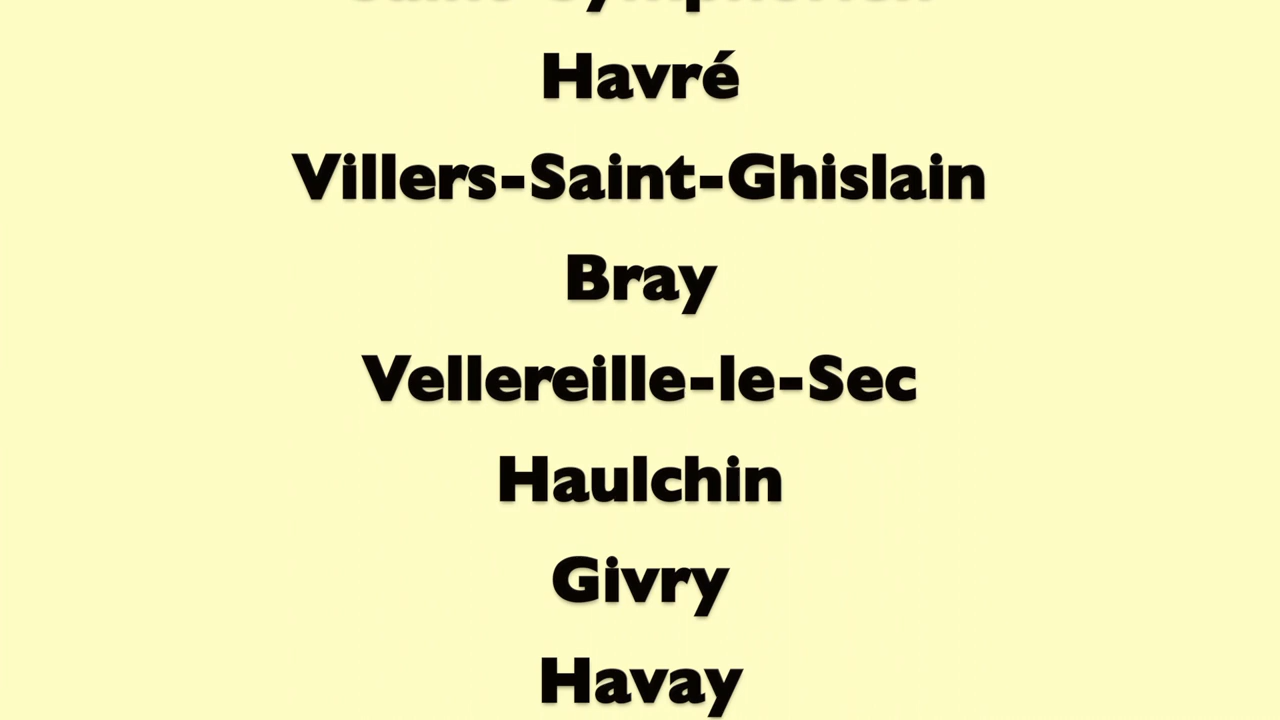 Havré
Villers-Saint-Ghislain
Bray
Vellereille-le-Sec
Haulchin
Givry
Havay